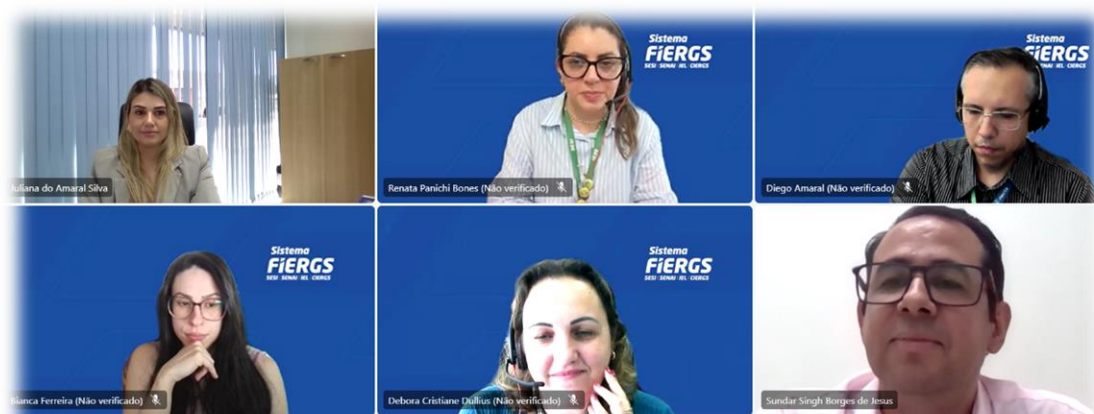 Sistema
FIERGS
SESI SENAI IEL CIERGS
Sistema
FIERGS
SESI SENAI IEL CIERGS
Juliana do Amaral Silva
Renata Panichi Bones (Não verificado)
Diego Amaral (Não verificado)
Sistema
FIERGS
SESI SENAI IEL CIERGS
Sistema
FIERGS
SESI SENAI IEL CIERGS
Bianca Ferreira (Não verificado)
Debora Cristiane Dullius (Não verificado)
Sundar Singh Borges de Jesus